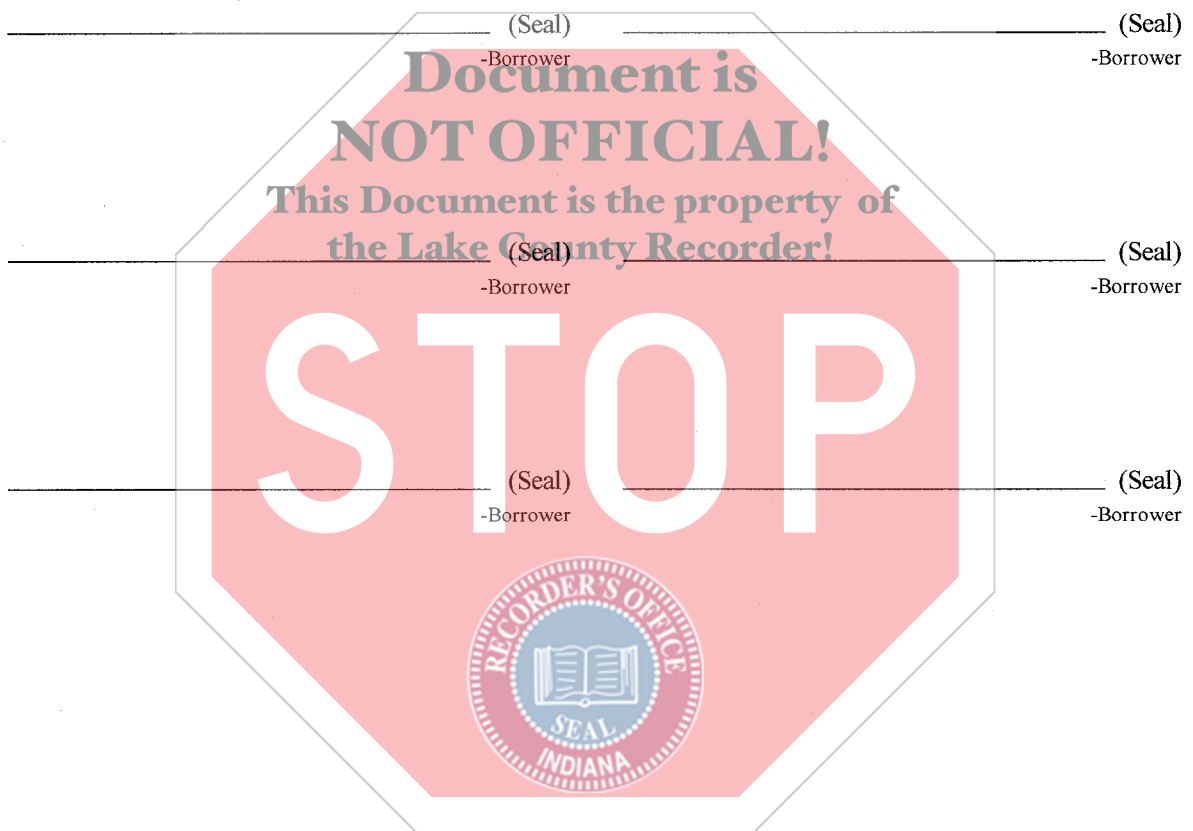 (Seal) (Seal)
-Borrower -Borrower
Document is
NOT OFFICIAL!
This Document is the property of
the Lake County Recorder!
(Seal) (Seal)
-Borrower -Borrower
STOP
(Seal) (Seal)
-Borrower -Borrower
RECORDER'S OFFICE
SEAL
INDIANA